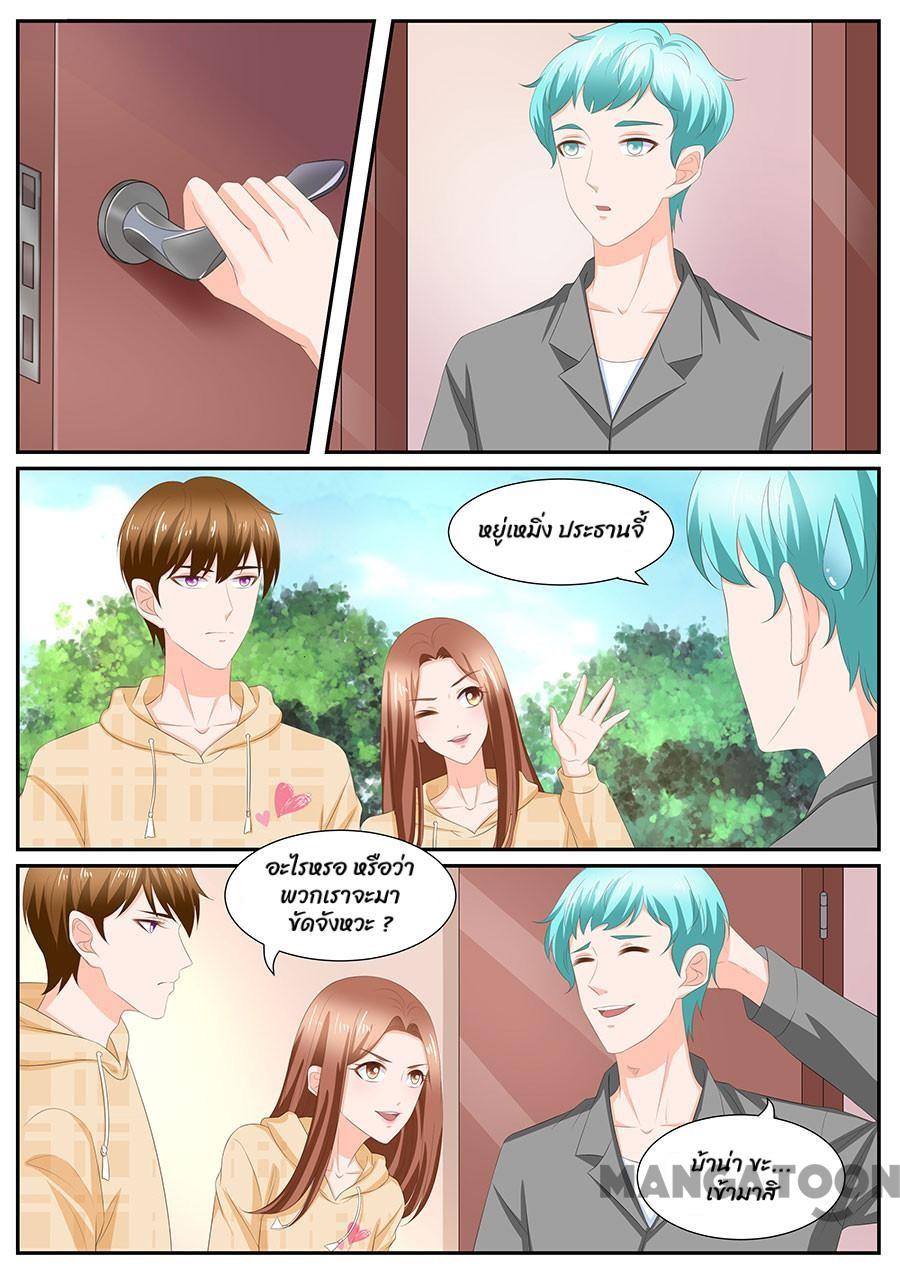 หยู่เหมิ่ง ประธานจี้
อะไรหรอ หรือว่า
พวกเราจะมา
ขัดจังหวะ ?
บ้าน่า ขะ...
เข้ามาสิ
MANGATOON